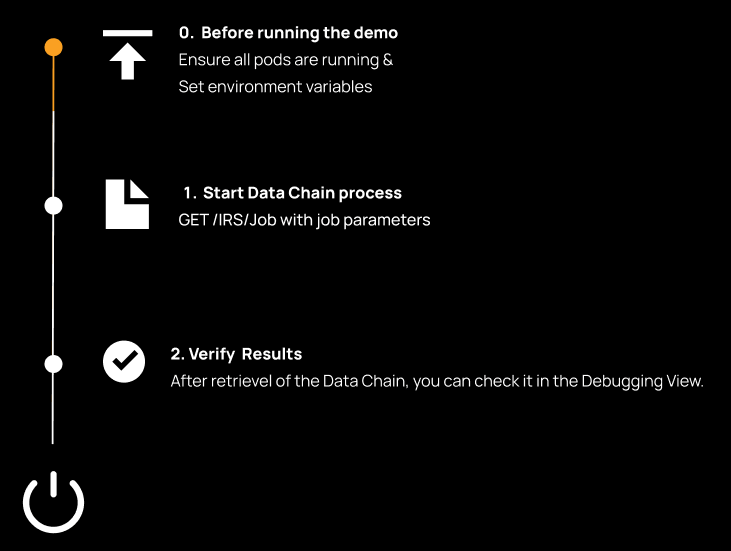 0. Before running the demo
Ensure all pods are running &
Set environment variables
1. Start Data Chain process
GET /IRS/Job with job parameters
2. Verify Results
After retrievel of the Data Chain, you can check it in the Debugging View.